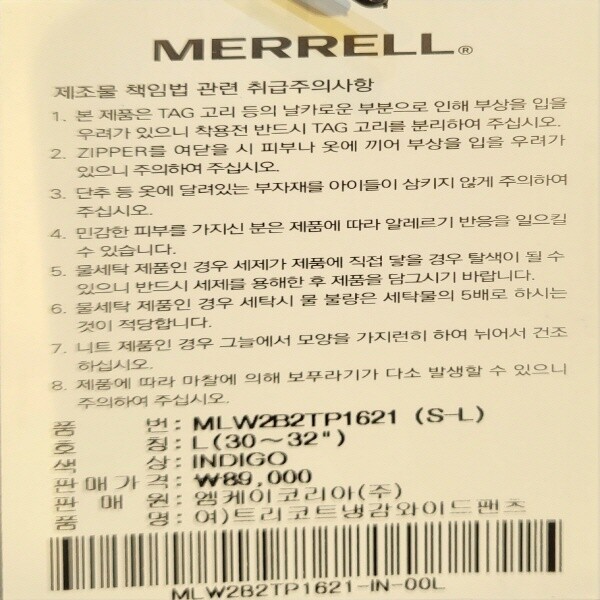 MERRELL®
제조물 책임법 관련 취급주의사항
1. 본 제품은 TAG 고리 등의 날카로운 부분으로 인해 부상을 입을
우려가 있으니 착용전 반드시 TAG 고리를 분리하여 주십시오.
2. ZIPPER를 여닫을 시 피부나 옷에 끼어 부상을 입을 우려가
있으니 주의하여 주십시오.
3. 단추 등 옷에 달려있는 부자재를 아이들이 삼키지 않게 주의하여
주십시오.
4. 민감한 피부를 가지신 분은 제품에 따라 알레르기 반응을 일으킬
수 있습니다.
5. 물세탁 제품인 경우 세제가 제품에 직접 닿을 경우 탈색이 될 수
있으니 반드시 세제를 용해한 후 제품을 담그시기 바랍니다.
6. 물세탁 제품인 경우 세탁시 물 불량은 세탁물의 5배로 하시는
것이 적당합니다.
7. 니트 제품인 경우 그늘에서 모양을 가지런히 하여 뉘어서 건조
하십시오.
8. 제품에 따라 마찰에 의해 보푸라기가 다소 발생할 수 있으니
주의하여 주십시오.
품 번: MLW2B2TP1621 (S-L)
호 칭: L(30~32")
색 상: INDIGO
판매가격: ₩89,000
판 매 원: 엠케이코리아(주)
품 명: 여)트리코트냉감와이드팬츠
MLW2B2TP1621-IN-00L